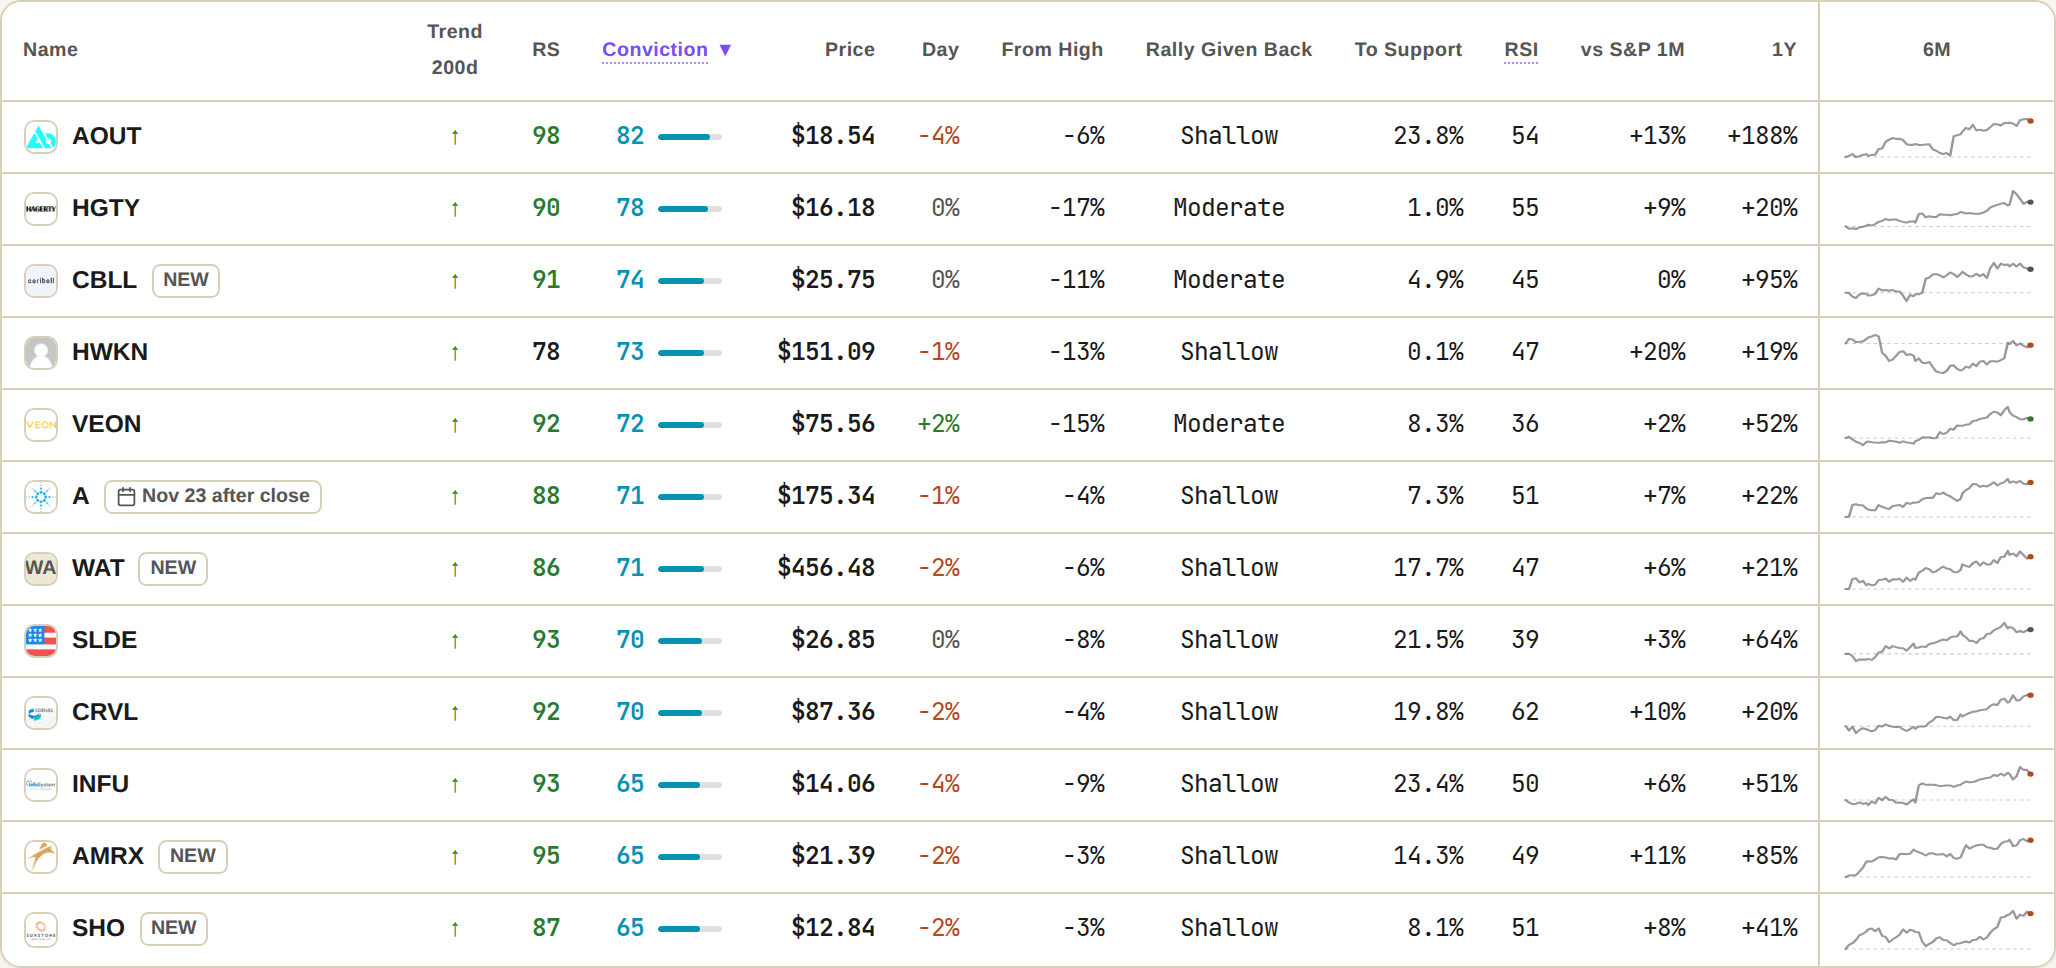 Name Trend 200d RS Conviction ▼ Price Day From High Rally Given Back To Support RSI vs S&P 1M 1Y 6M
AOUT ↑ 98 82 $18.54 -4% -6% Shallow 23.8% 54 +13% +188%
HAGERTY HGTY ↑ 90 78 $16.18 0% -17% Moderate 1.0% 55 +9% +20%
ceribell CBLL NEW ↑ 91 74 $25.75 0% -11% Moderate 4.9% 45 0% +95%
HWKN ↑ 78 73 $151.09 -1% -13% Shallow 0.1% 47 +20% +19%
VEON VEON ↑ 92 72 $75.56 +2% -15% Moderate 8.3% 36 +2% +52%
A Nov 23 after close ↑ 88 71 $175.34 -1% -4% Shallow 7.3% 51 +7% +22%
WA WAT NEW ↑ 86 71 $456.48 -2% -6% Shallow 17.7% 47 +6% +21%
SLDE ↑ 93 70 $26.85 0% -8% Shallow 21.5% 39 +3% +64%
CORVEL CRVL ↑ 92 70 $87.36 -2% -4% Shallow 19.8% 62 +10% +20%
InfuSystem INFU ↑ 93 65 $14.06 -4% -9% Shallow 23.4% 50 +6% +51%
AMRX NEW ↑ 95 65 $21.39 -2% -3% Shallow 14.3% 49 +11% +85%
SUNSTONE SHO NEW ↑ 87 65 $12.84 -2% -3% Shallow 8.1% 51 +8% +41%